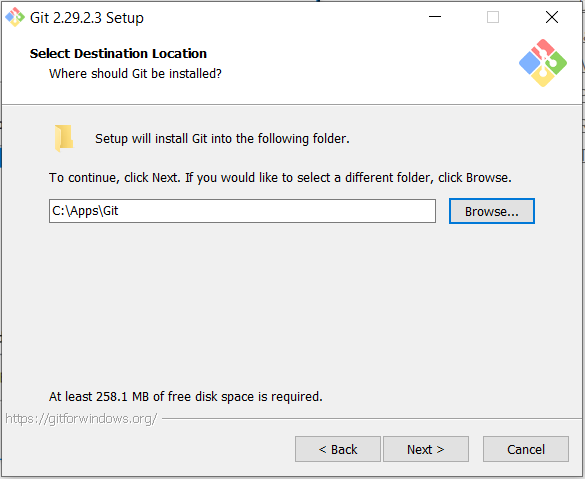 Git 2.29.2.3 Setup
Select Destination Location
Where should Git be installed?
Setup will install Git into the following folder.
To continue, click Next. If you would like to select a different folder, click Browse.
C:\Apps\Git
Browse...
At least 258.1 MB of free disk space is required.
https://gitforwindows.org/
< Back
Next >
Cancel